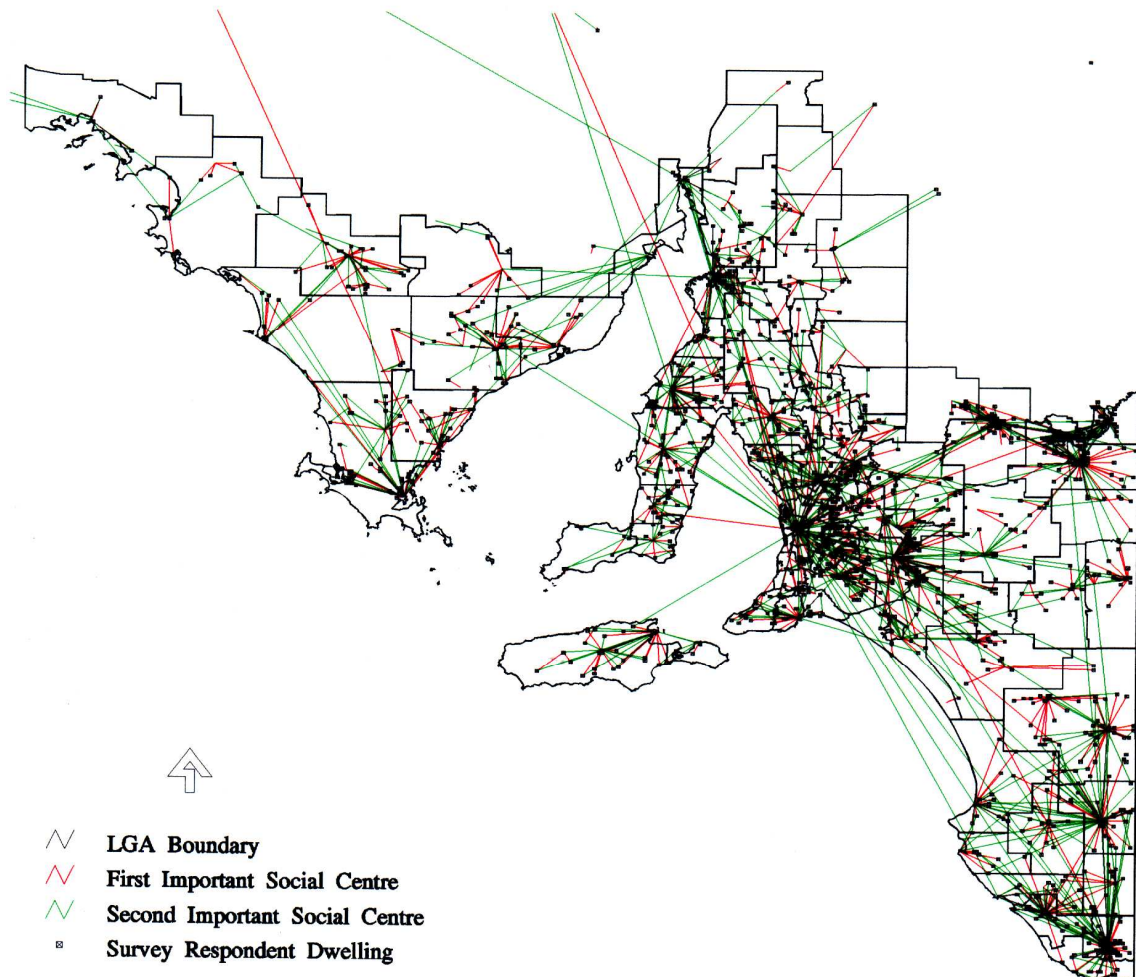 LGA Boundary
First Important Social Centre
Second Important Social Centre
Survey Respondent Dwelling